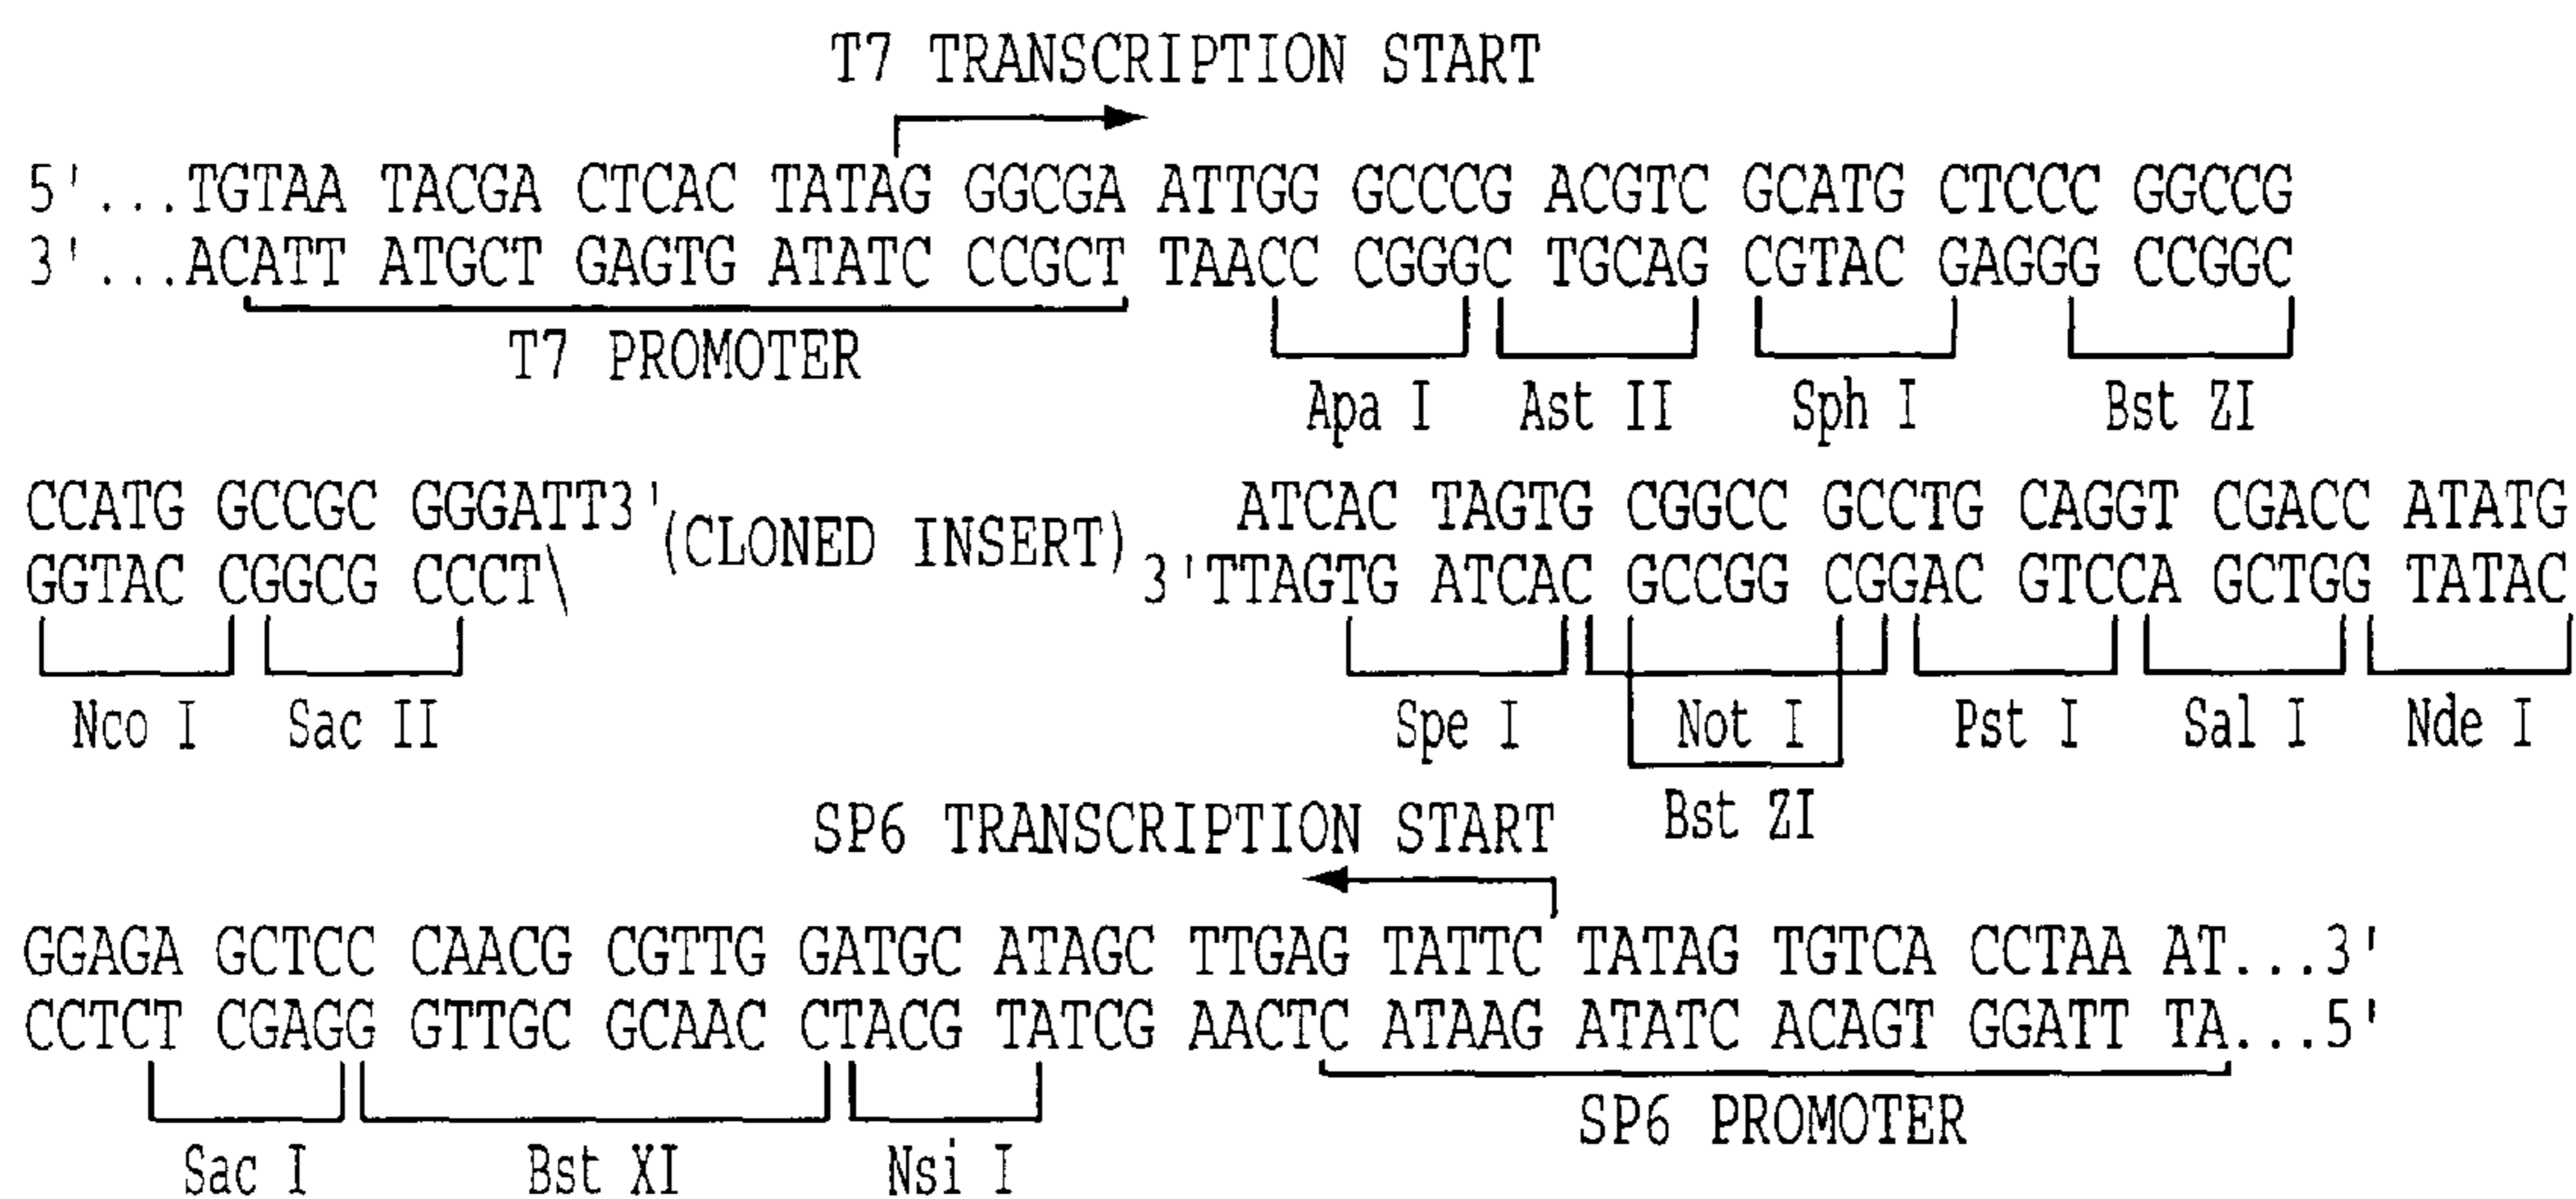 T7 TRANSCRIPTION START
5'...TGTAA TACGA CTCAC TATAG GGCGA ATTGG GCCCG ACGTC GCATG CTCCC GGCCG
3'...ACATT ATGCT GAGTG ATATC CCGCT TAACC CGGGC TGCAG CGTAC GAGGG CCGGC
T7 PROMOTER
Apa I Ast II Sph I Bst ZI
CCATG GCCGC GGGATT3' (CLONED INSERT) ATCAC TAGTG CGGCC GCCTG CAGGT CGACC ATATG
GGTAC CGGCG CCCT\ 3'TTAGTG ATCAC GCCGG CGGAC GTCCA GCTGG TATAC
Nco I Sac II Spe I Not I Pst I Sal I Nde I
Bst ZI
SP6 TRANSCRIPTION START
GGAGA GCTCC CAACG CGTTG GATGC ATAGC TTGAG TATTC TATAG TGTCA CCTAA AT...3'
CCTCT CGAGG GTTGC GCAAC CTACG TATCG AACTC ATAAG ATATC ACAGT GGATT TA...5'
SP6 PROMOTER
Sac I Bst XI Nsi I